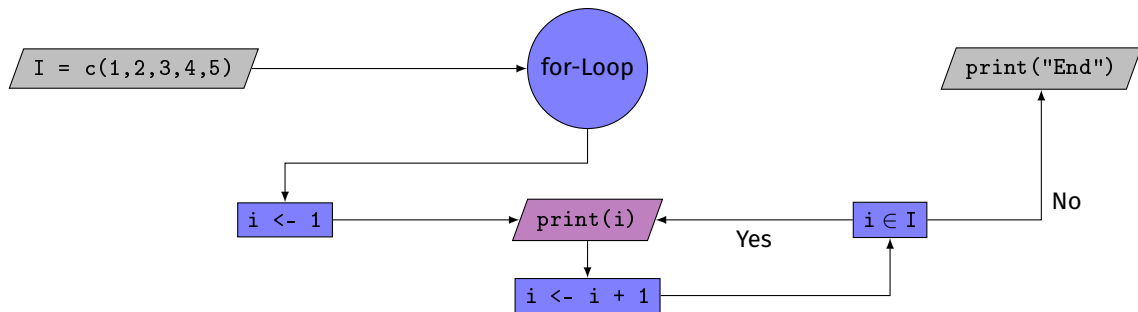 I = c(1,2,3,4,5)
for-Loop
print("End")
i <- 1
print(i)
i ∈ I
No
Yes
i <- i + 1